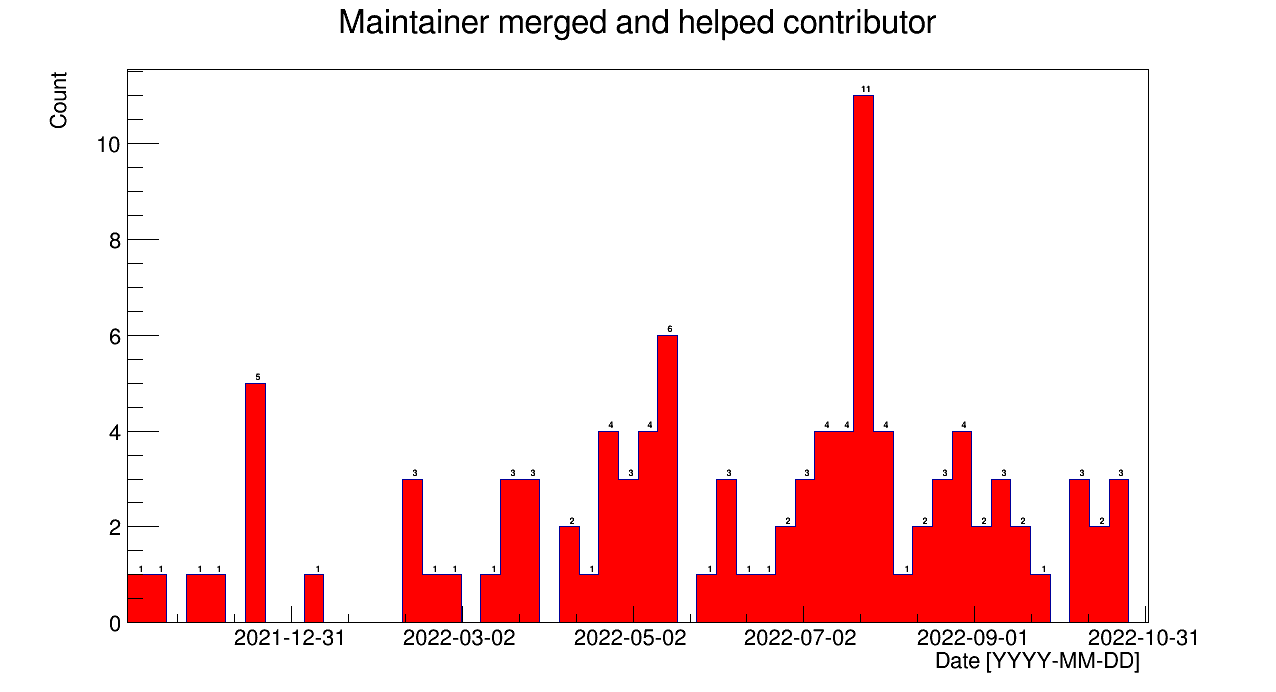 Maintainer merged and helped contributor
Count
10
8
6
4
2
0
11
6
5
4 4 4 4 4 4
3 3 3 3 3 3 3 3 3 3
2 2 2 2 2 2
1 1 1 1 1 1 1 1 1 1 1 1 1 1 1
2021-12-31 2022-03-02 2022-05-02 2022-07-02 2022-09-01 2022-10-31
Date [YYYY-MM-DD]